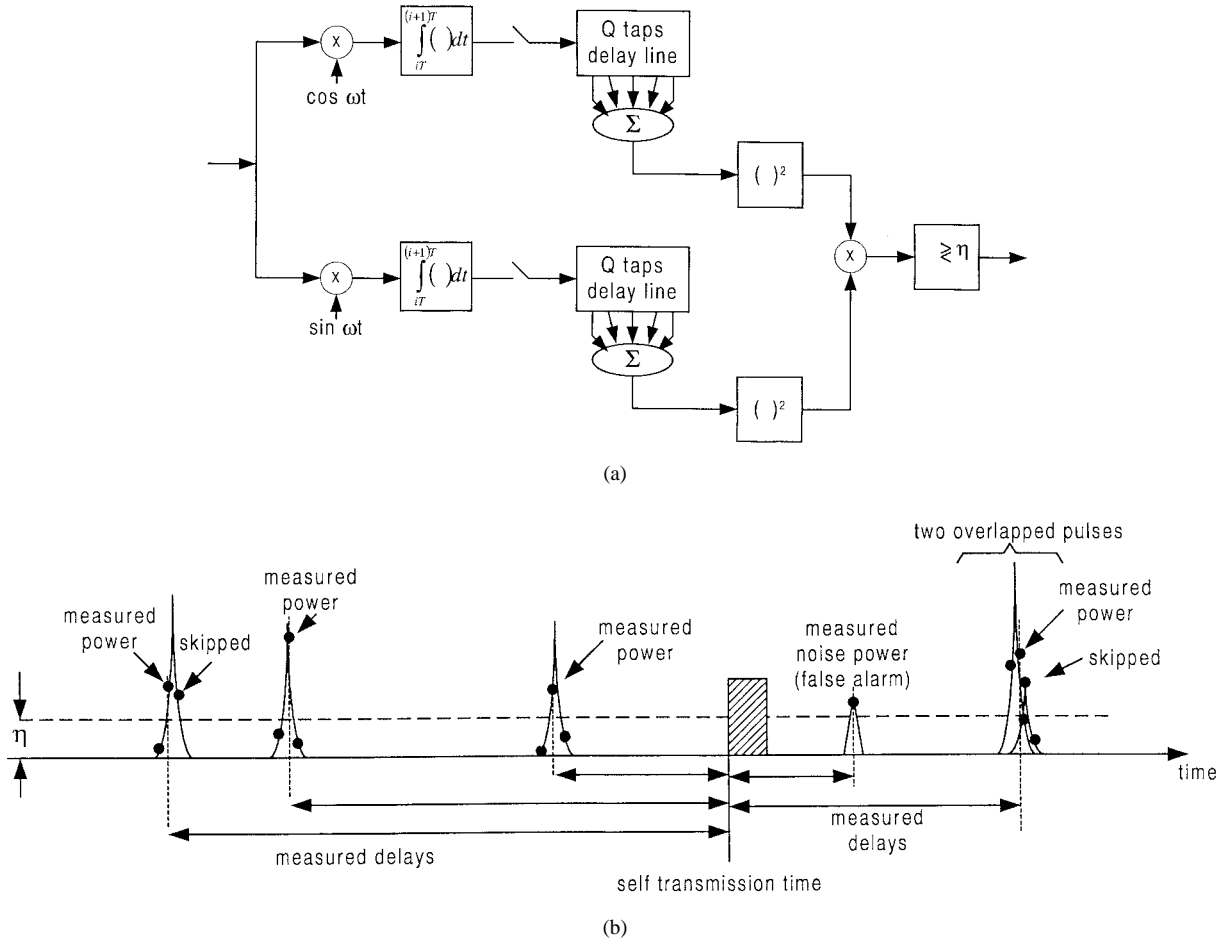 x
(i+1)T
∫( )dt
iT
Q taps
delay line
cos ωt
Σ
( )²
x
≷ η
x
(i+1)T
∫( )dt
iT
Q taps
delay line
sin ωt
Σ
( )²
(a)
two overlapped pulses
measured
power
measured
power
skipped
measured
power
measured
noise power
(false alarm)
measured
power
skipped
η
time
measured delays
measured
delays
self transmission time
(b)